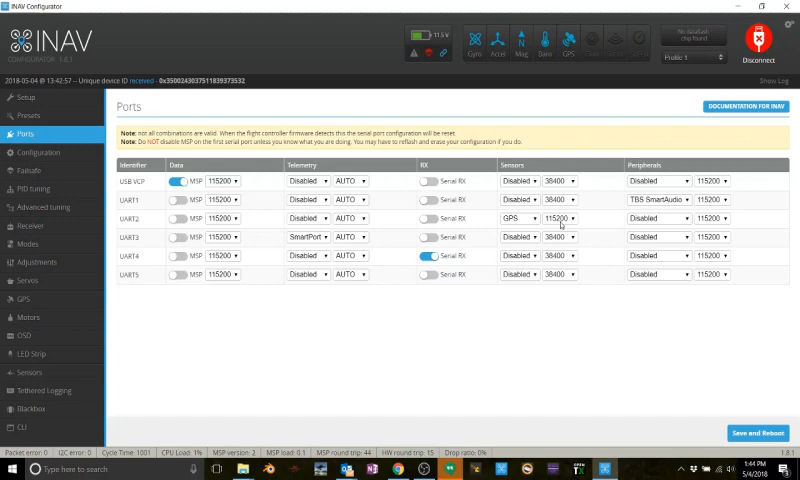 INAV Configurator
INAV
CONFIGURATOR 1.8.1
11.5 V
Gyro Accel Mag Baro GPS
No dataflash
chip found
Profile 1
Disconnect
2018-05-04 @ 13:42:57 - Unique device ID received - 0x3500243037511839373532
Show Log
Setup
Presets
Ports
Configuration
Failsafe
PID tuning
Advanced tuning
Receiver
Modes
Adjustments
Servos
GPS
Motors
OSD
LED Strip
Sensors
Tethered Logging
Blackbox
CLI
Ports
DOCUMENTATION FOR INAV
Note: not all combinations are valid. When the flight controller firmware detects this the serial port configuration will be reset.
Note: Do NOT disable MSP on the first serial port unless you know what you are doing. You may have to reflash and erase your configuration if you do.
Identifier Data Telemetry RX Sensors Peripherals
USB VCP MSP 115200 Disabled AUTO Serial RX Disabled 38400 Disabled 115200
UART1 MSP 115200 Disabled AUTO Serial RX Disabled 38400 TBS SmartAudio 115200
UART2 MSP 115200 Disabled AUTO Serial RX GPS 115200 Disabled 115200
UART3 MSP 115200 SmartPort AUTO Serial RX Disabled 38400 Disabled 115200
UART4 MSP 115200 Disabled AUTO Serial RX Disabled 38400 Disabled 115200
UART5 MSP 115200 Disabled AUTO Serial RX Disabled 38400 Disabled 115200
Save and Reboot
Packet error: 0 I2C error: 0 Cycle Time: 1001 CPU Load: 1% MSP version: 2 MSP load: 0.1 MSP round trip: 44 HW round trip: 15 Drop ratio: 0% 1.8.1
Type here to search
OPEN
TX
1:44 PM
5/4/2018